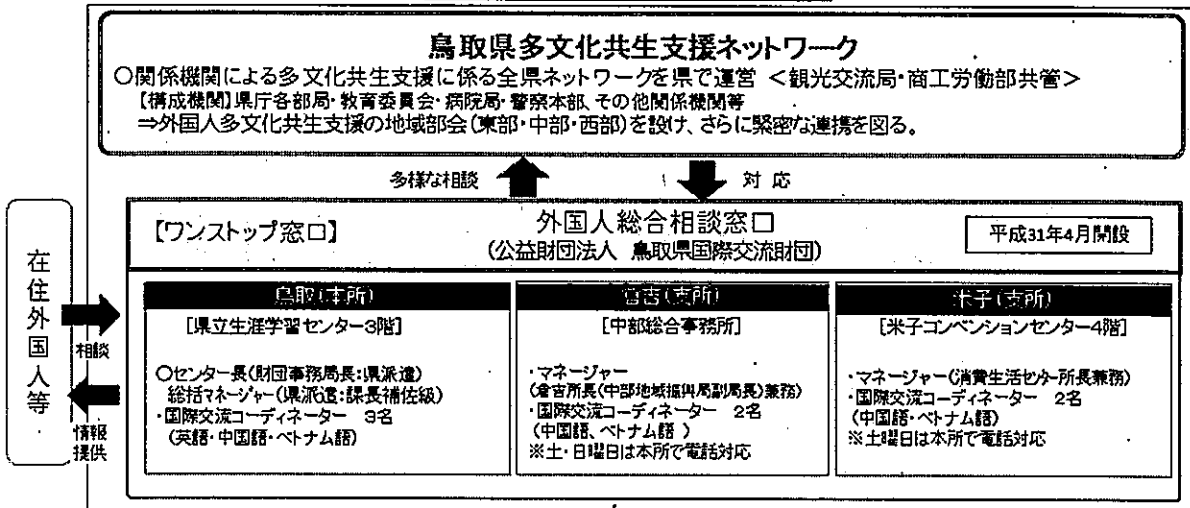 鳥取県多文化共生支援ネットワーク
○関係機関による多文化共生支援に係る全県ネットワークを県で運営 <観光交流局・商工労働部共管>
【構成機関】県庁各部局・教育委員会・病院局・警察本部、その他関係機関等
⇒外国人多文化共生支援の地域部会(東部・中部・西部)を設け、さらに緊密な連携を図る。
多様な相談
対応
在住外国人等
相談
情報提供
【ワンストップ窓口】
外国人総合相談窓口
(公益財団法人 鳥取県国際交流財団)
平成31年4月開設
鳥取(本所)
[県立生涯学習センター3階]
○センター長(財団事務局長:県派遣)
総括マネージャー(県派遣:課長補佐級)
・国際交流コーディネーター 3名
(英語・中国語・ベトナム語)
倉吉(支所)
[中部総合事務所]
・マネージャー
(倉吉所長(中部地域振興局副局長)兼務)
・国際交流コーディネーター 2名
(中国語、ベトナム語)
※土・日曜日は本所で電話対応
米子(支所)
[米子コンベンションセンター4階]
・マネージャー(消費生活センター所長兼務)
・国際交流コーディネーター 2名
(中国語・ベトナム語)
※土曜日は本所で電話対応